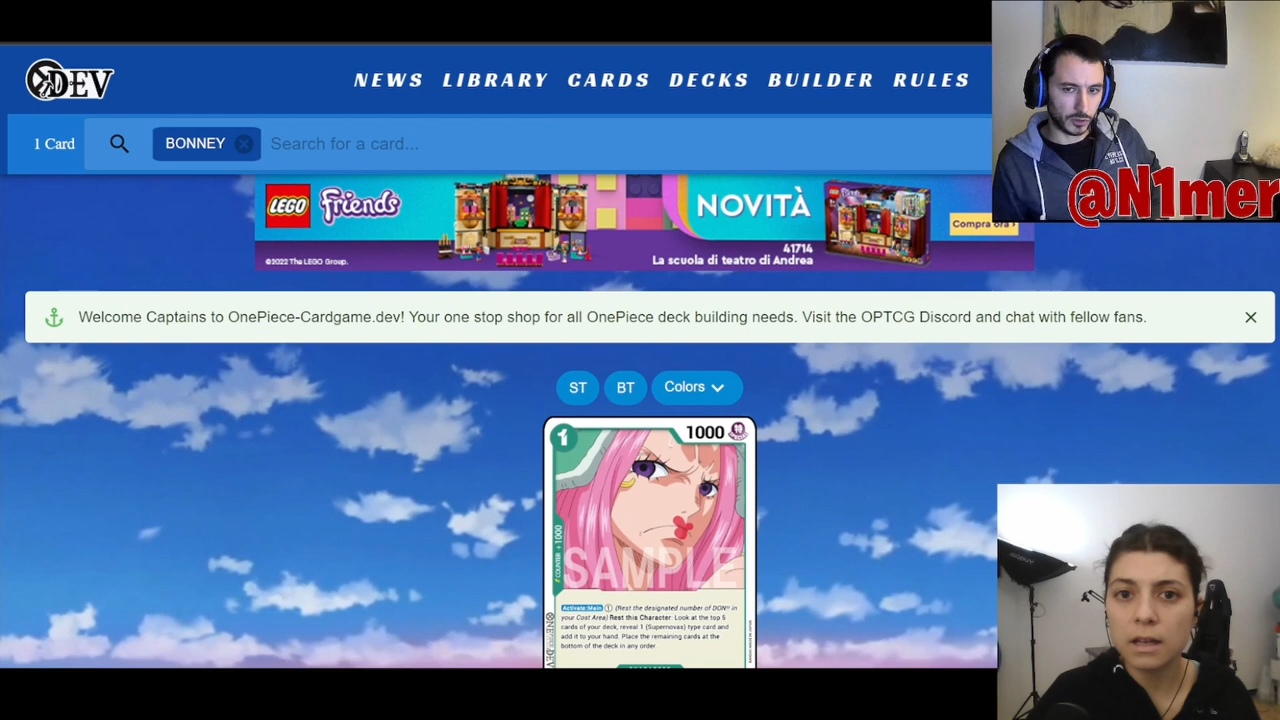 DEV
NEWS LIBRARY CARDS DECKS BUILDER RULES
1 Card
BONNEY
Search for a card...
LEGO
friends
NOVITÀ
Compra ora ›
41714
La scuola di teatro di Andrea
©2022 The LEGO Group.
@N1mer
Welcome Captains to OnePiece-Cardgame.dev! Your one stop shop for all OnePiece deck building needs. Visit the OPTCG Discord and chat with fellow fans.
ST
BT
Colors
1
1000
COUNTER +1000
SAMPLE
Activate:Main ① (Rest the designated number of DON!! in
your Cost Area) Rest this Character: Look at the top 5
cards of your deck, reveal 1 {Supernovas} type card and
add it to your hand. Place the remaining cards at the
bottom of the deck in any order